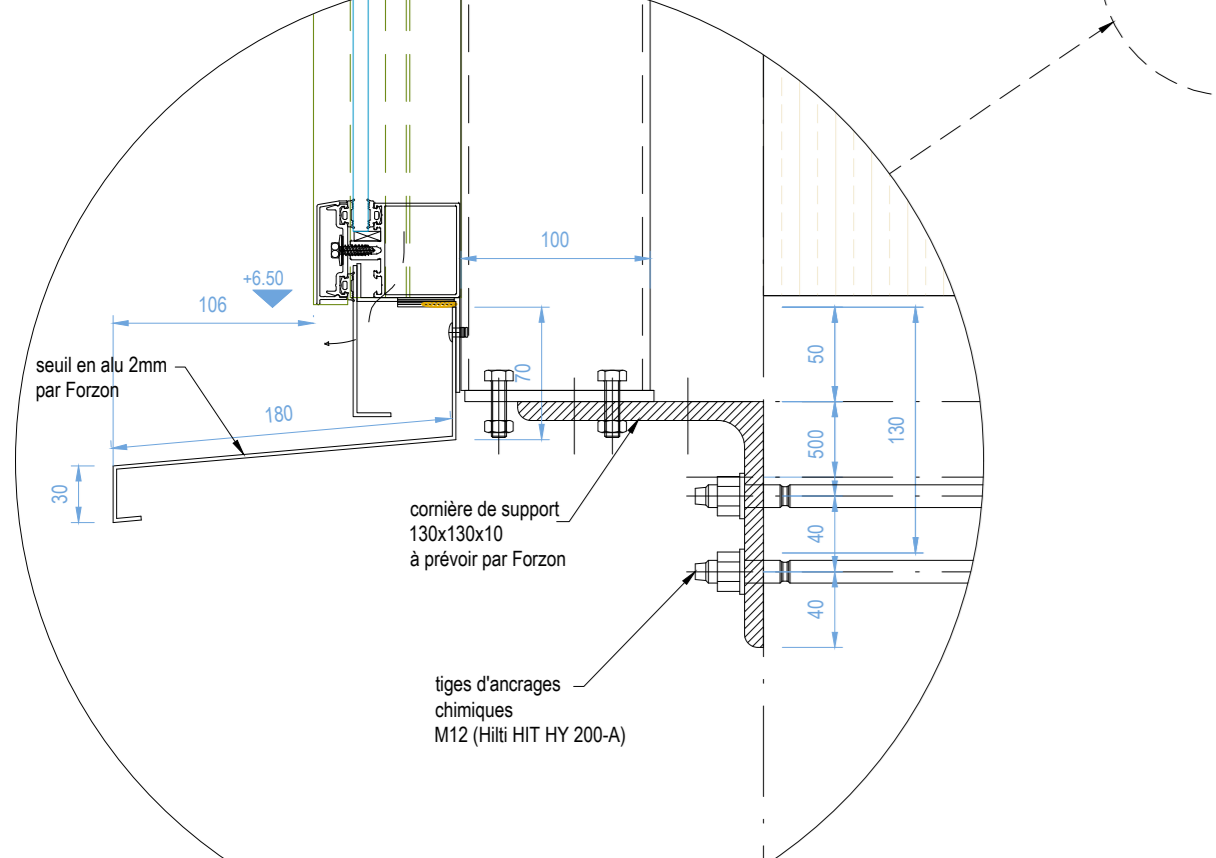 100
+6.50
106
seuil en alu 2mm
par Forzon
70
50
180
500
130
30
cornière de support
130x130x10
à prévoir par Forzon
40
40
tiges d'ancrages
chimiques
M12 (Hilti HIT HY 200-A)